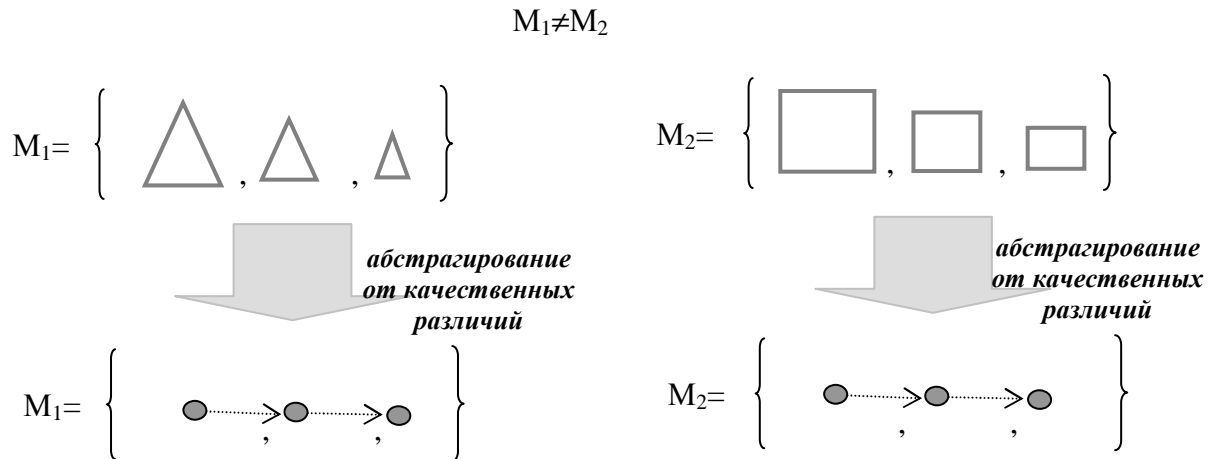 M₁≠M₂
M₁= { , , }
M₂= { , , }
абстрагирование
от качественных
различий
абстрагирование
от качественных
различий
M₁= { , , }
M₂= { , , }